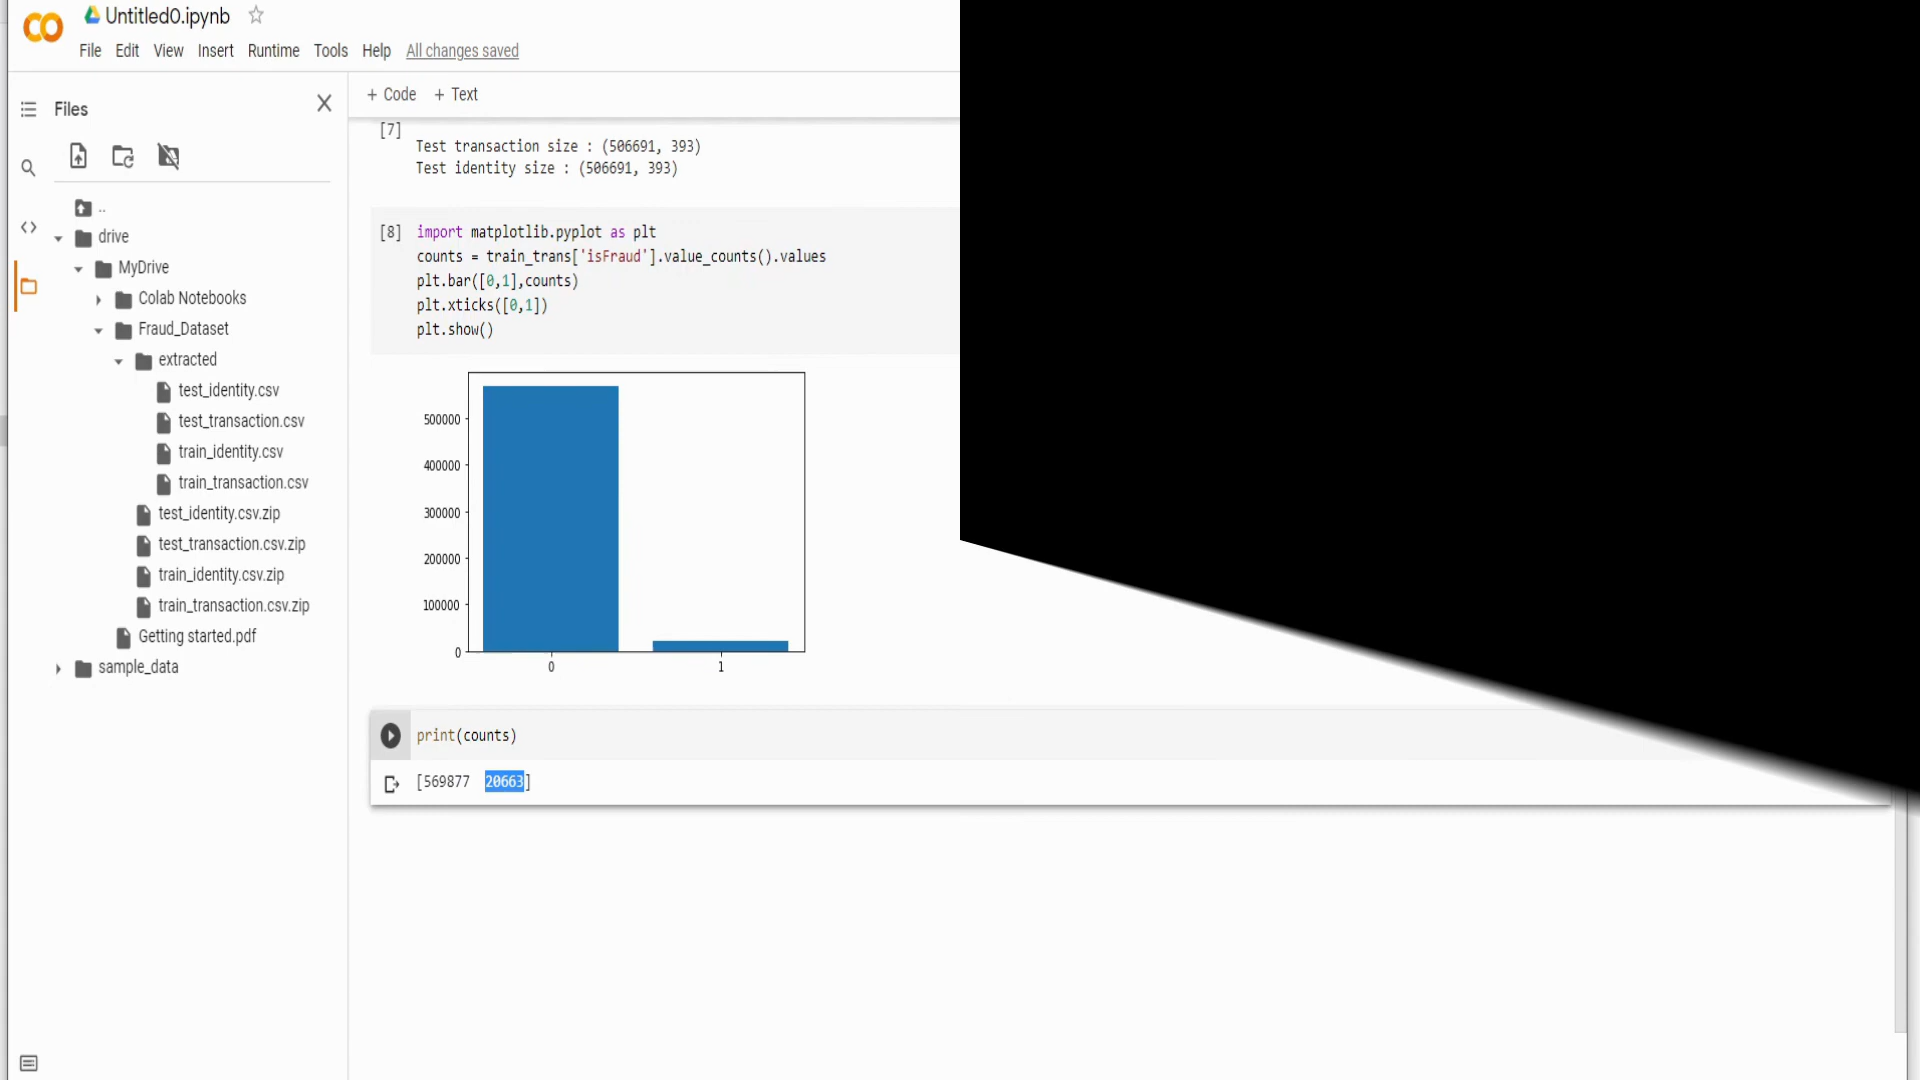 Untitled0.ipynb
File Edit View Insert Runtime Tools Help All changes saved
Files
+ Code + Text
..
drive
MyDrive
Colab Notebooks
Fraud_Dataset
extracted
test_identity.csv
test_transaction.csv
train_identity.csv
train_transaction.csv
test_identity.csv.zip
test_transaction.csv.zip
train_identity.csv.zip
train_transaction.csv.zip
Getting started.pdf
sample_data
[7]
Test transaction size : (506691, 393)
Test identity size : (506691, 393)
[8] import matplotlib.pyplot as plt
counts = train_trans['isFraud'].value_counts().values
plt.bar([0,1],counts)
plt.xticks([0,1])
plt.show()
500000
400000
300000
200000
100000
0
0 1
print(counts)
[569877 20663]